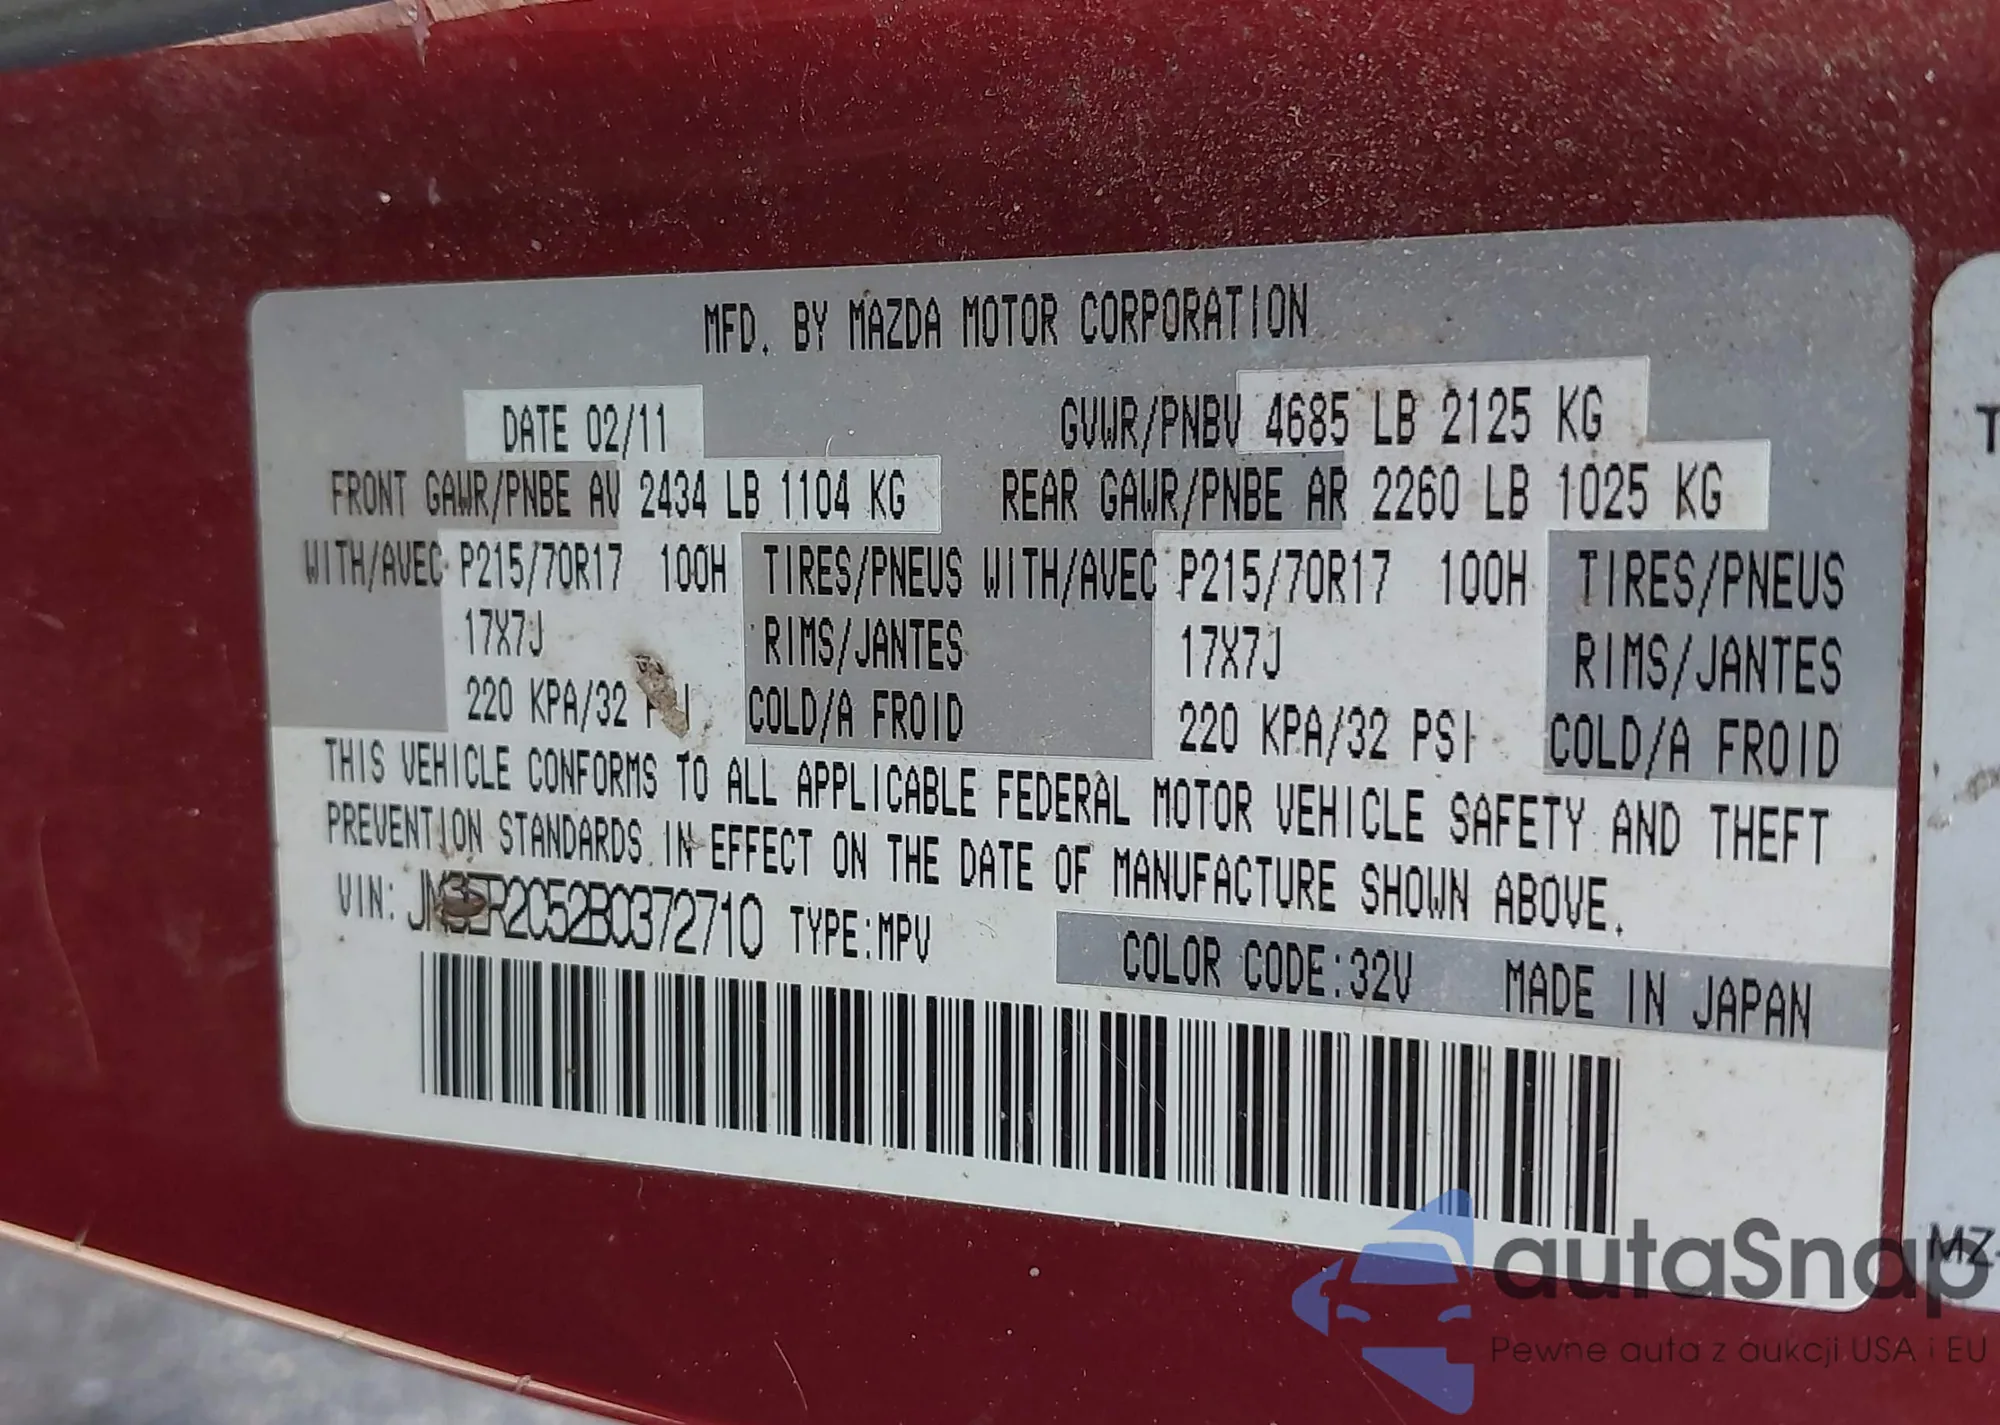 MFD. BY MAZDA MOTOR CORPORATION
DATE 02/11 GVWR/PNBV 4685 LB 2125 KG
FRONT GAWR/PNBE AV 2434 LB 1104 KG REAR GAWR/PNBE AR 2260 LB 1025 KG
WITH/AVEC P215/70R17 100H TIRES/PNEUS WITH/AVEC P215/70R17 100H TIRES/PNEUS
17X7J RIMS/JANTES 17X7J RIMS/JANTES
220 KPA/32 PSI COLD/A FROID 220 KPA/32 PSI COLD/A FROID
THIS VEHICLE CONFORMS TO ALL APPLICABLE FEDERAL MOTOR VEHICLE SAFETY AND THEFT
PREVENTION STANDARDS IN EFFECT ON THE DATE OF MANUFACTURE SHOWN ABOVE.
VIN: JM3ER2C52B0372710 TYPE:MPV
COLOR CODE:32V MADE IN JAPAN
T
MZ-
autaSnap
Pewne auta z aukcji USA i EU